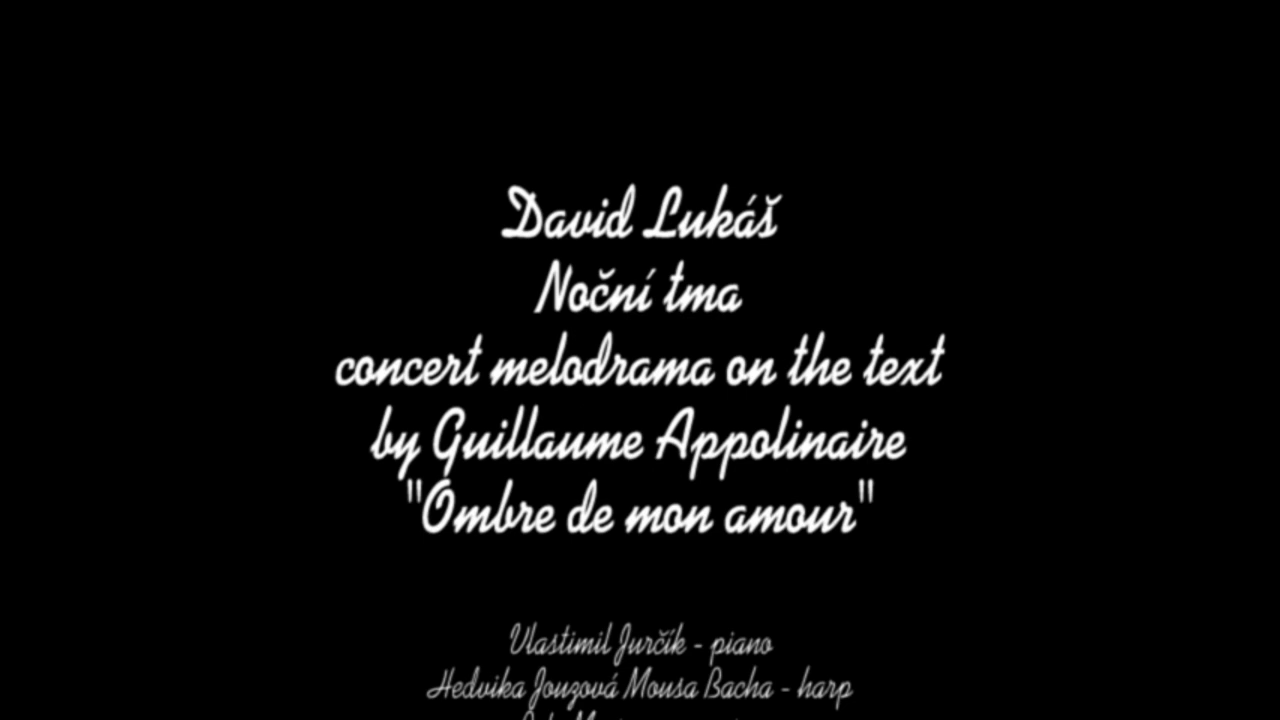 David Lukáš
Noční tma
concert melodrama on the text
by Guillaume Appolinaire
"Ombre de mon amour"
Vlastimil Jurčík - piano
Hedvika Jouzová Mousa Bacha - harp